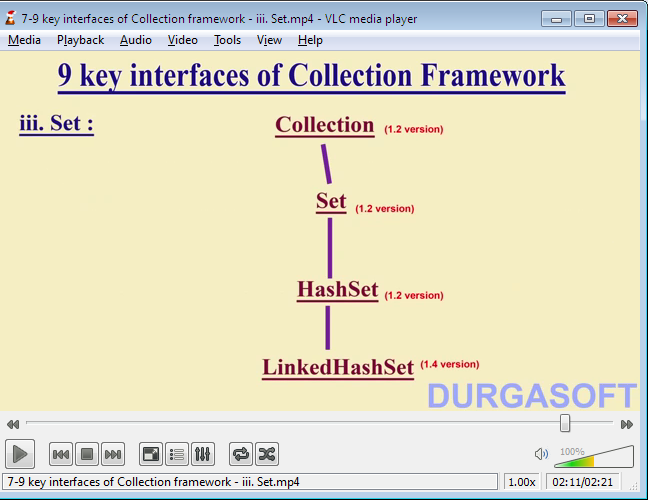 7-9 key interfaces of Collection framework - iii. Set.mp4 - VLC media player
Media Playback Audio Video Tools View Help
9 key interfaces of Collection Framework
iii. Set :
Collection (1.2 version)
Set (1.2 version)
HashSet (1.2 version)
LinkedHashSet (1.4 version)
DURGASOFT
100%
7-9 key interfaces of Collection framework - iii. Set.mp4 1.00x 02:11/02:21